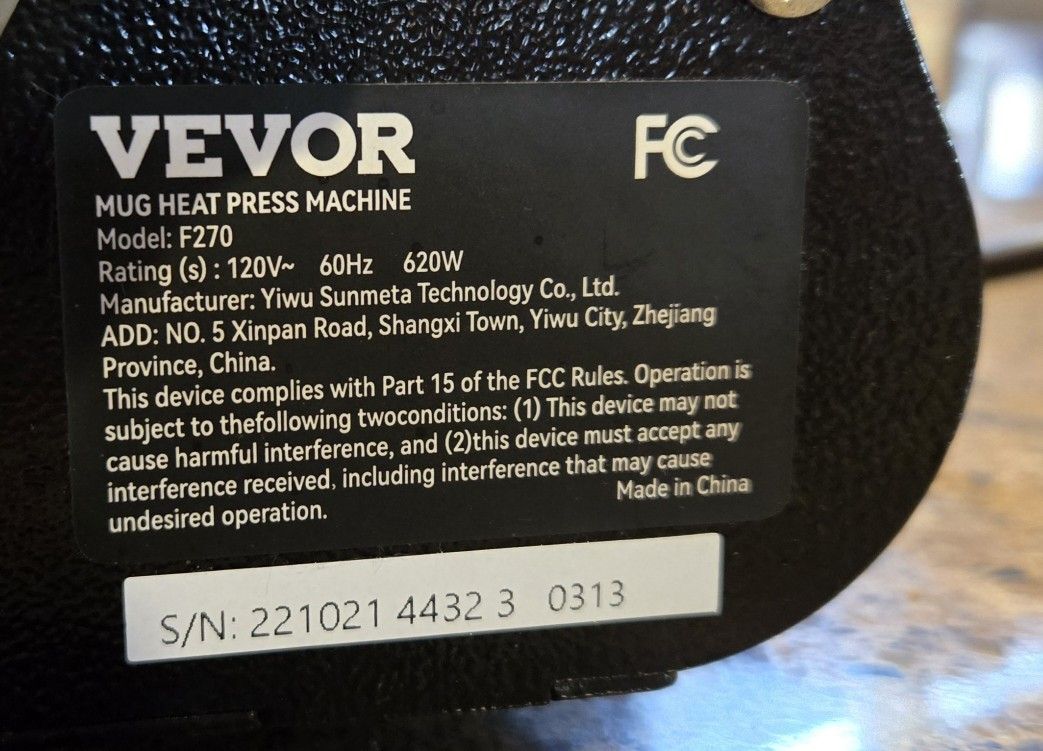 VEVOR
FCC
MUG HEAT PRESS MACHINE
Model: F270
Rating (s) : 120V~ 60Hz 620W
Manufacturer: Yiwu Sunmeta Technology Co., Ltd.
ADD: NO. 5 Xinpan Road, Shangxi Town, Yiwu City, Zhejiang
Province, China.
This device complies with Part 15 of the FCC Rules. Operation is
subject to thefollowing twoconditions: (1) This device may not
cause harmful interference, and (2)this device must accept any
interference received, including interference that may cause
undesired operation.
Made in China
S/N: 221021 4432 3 0313